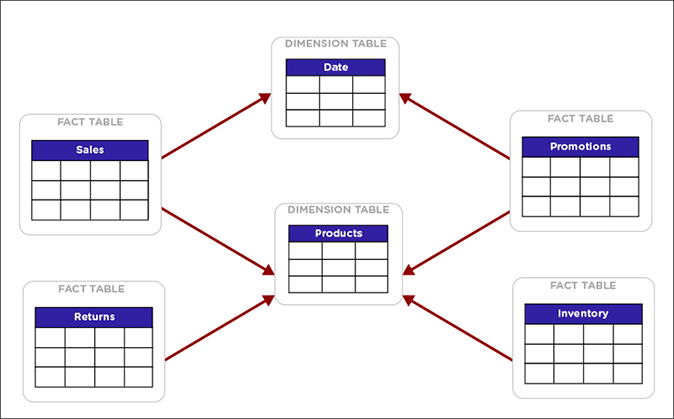 DIMENSION TABLE
Date
FACT TABLE
Sales
FACT TABLE
Promotions
DIMENSION TABLE
Products
FACT TABLE
Returns
FACT TABLE
Inventory